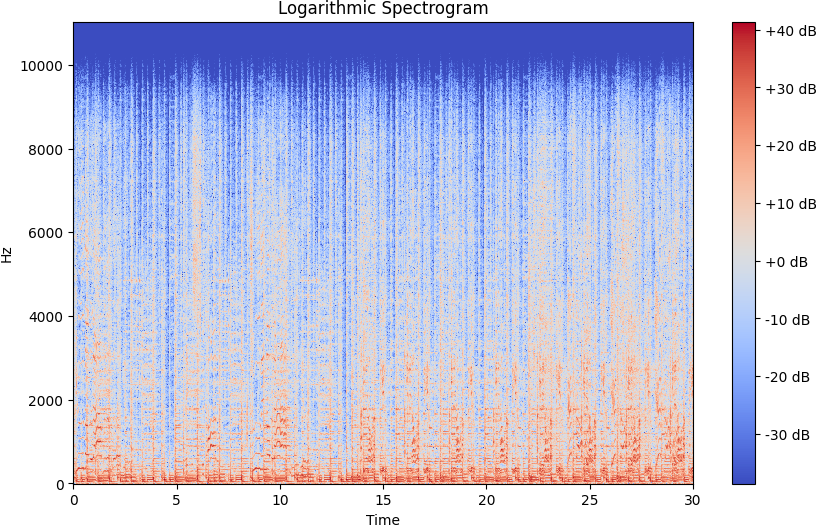 Logarithmic Spectrogram
Hz
10000
8000
6000
4000
2000
0
0 5 10 15 20 25 30
Time
+40 dB
+30 dB
+20 dB
+10 dB
+0 dB
-10 dB
-20 dB
-30 dB